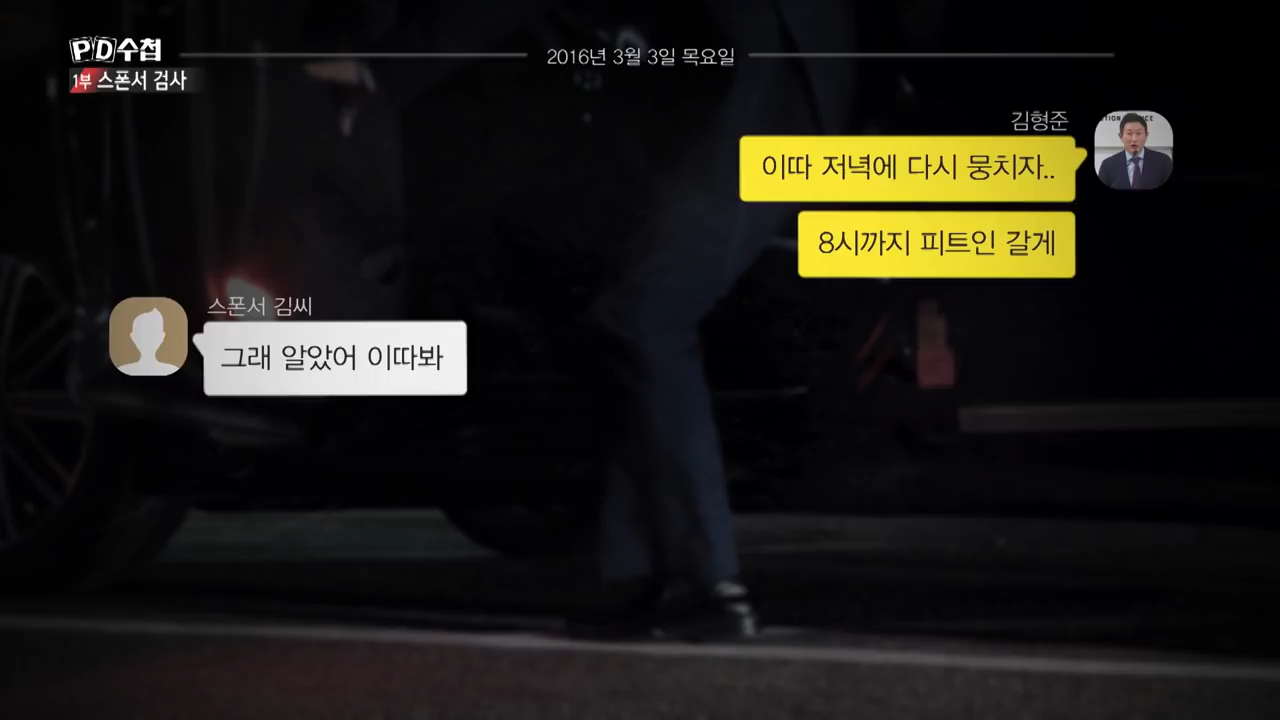 PD수첩
1부 스폰서 검사
2016년 3월 3일 목요일
김형준
이따 저녁에 다시 뭉치자..
8시까지 피트인 갈게
스폰서 김씨
그래 알았어 이따봐